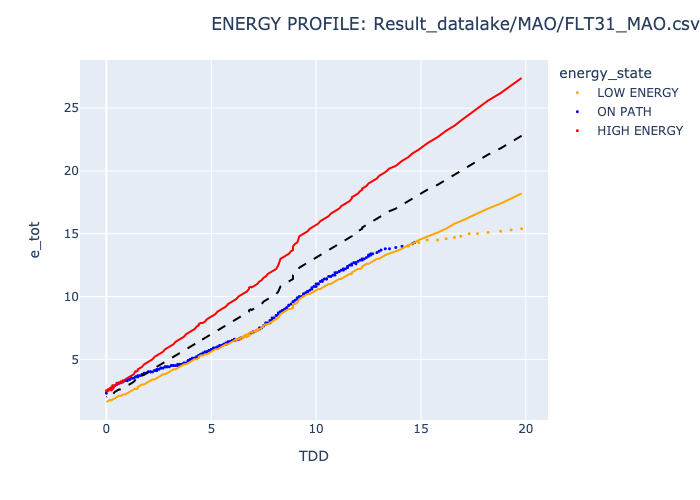 ENERGY PROFILE: Result_datalake/MAO/FLT31_MAO.csv
energy_state
LOW ENERGY
ON PATH
HIGH ENERGY
e_tot
25
20
15
10
5
0 5 10 15 20
TDD